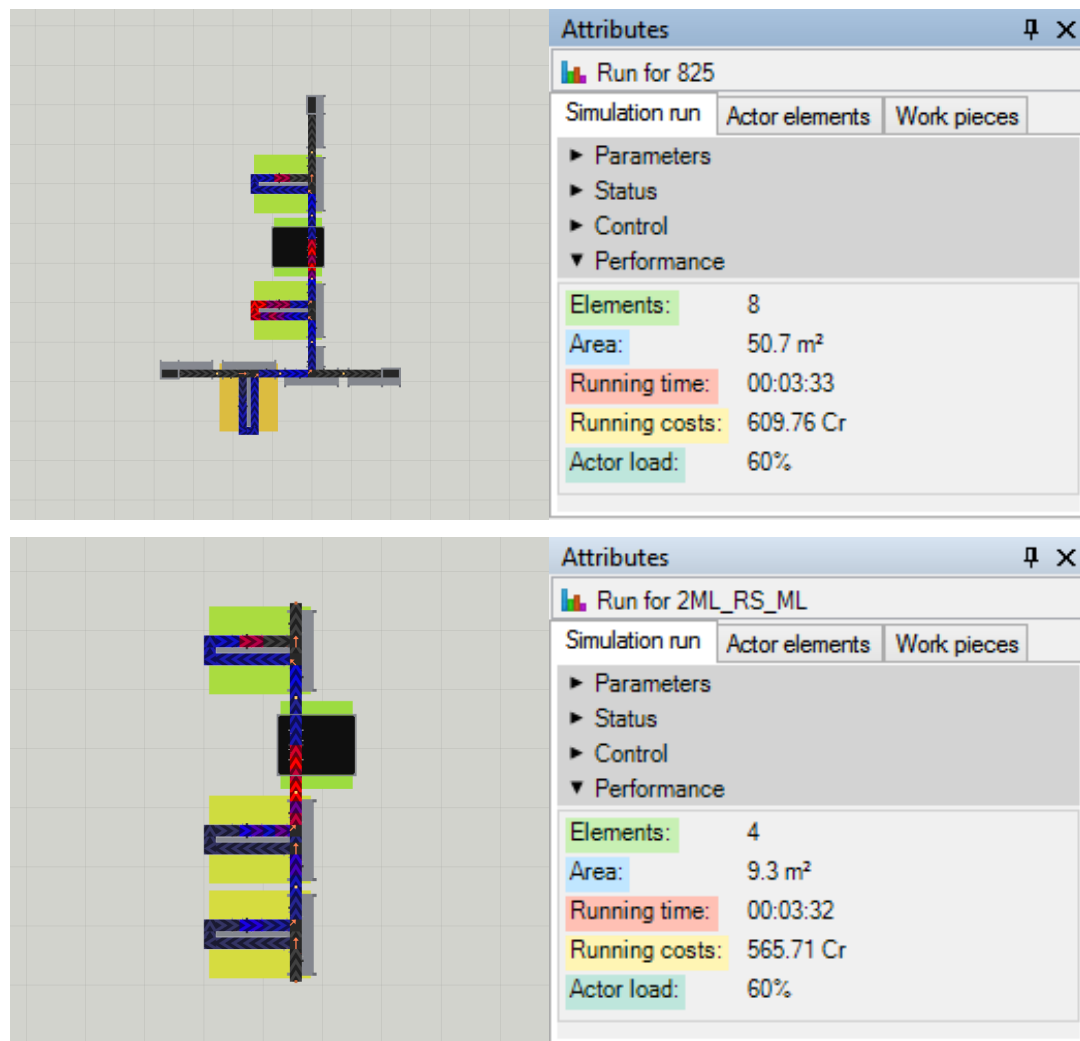 Attributes
Run for 825
Simulation run Actor elements Work pieces
Parameters
Status
Control
Performance
Elements: 8
Area: 50.7 m²
Running time: 00:03:33
Running costs: 609.76 Cr
Actor load: 60%
Attributes
Run for 2ML_RS_ML
Simulation run Actor elements Work pieces
Parameters
Status
Control
Performance
Elements: 4
Area: 9.3 m²
Running time: 00:03:32
Running costs: 565.71 Cr
Actor load: 60%